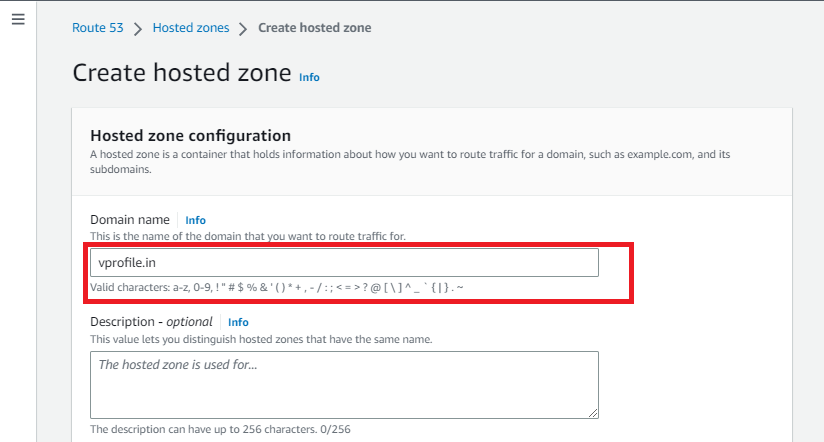 Route 53 > Hosted zones > Create hosted zone
Create hosted zone Info
Hosted zone configuration
A hosted zone is a container that holds information about how you want to route traffic for a domain, such as example.com, and its
subdomains.
Domain name Info
This is the name of the domain that you want to route traffic for.
vprofile.in
Valid characters: a-z, 0-9, ! " # $ % & ' ( ) * + , - / : ; < = > ? @ [ \ ] ^ _ ` { | } . ~
Description - optional Info
This value lets you distinguish hosted zones that have the same name.
The hosted zone is used for...
The description can have up to 256 characters. 0/256